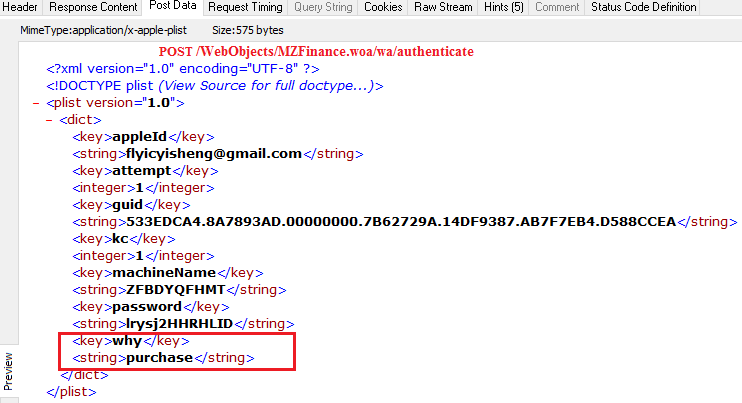 Header Response Content Post Data Request Timing Query String Cookies Raw Stream Hints (5) Comment Status Code Definition
MimeType:application/x-apple-plist Size:575 bytes
POST /WebObjects/MZFinance.woa/wa/authenticate
<?xml version="1.0" encoding="UTF-8" ?>
<!DOCTYPE plist (View Source for full doctype...)>
- <plist version="1.0">
- <dict>
<key>appleId</key>
<string>flyicyisheng@gmail.com</string>
<key>attempt</key>
<integer>1</integer>
<key>guid</key>
<string>533EDCA4.8A7893AD.00000000.7B62729A.14DF9387.AB7F7EB4.D588CCEA</string>
<key>kc</key>
<integer>1</integer>
<key>machineName</key>
<string>ZFBDYQFHMT</string>
<key>password</key>
<string>lrysj2HHRHLID</string>
<key>why</key>
<string>purchase</string>
</dict>
</plist>
Preview